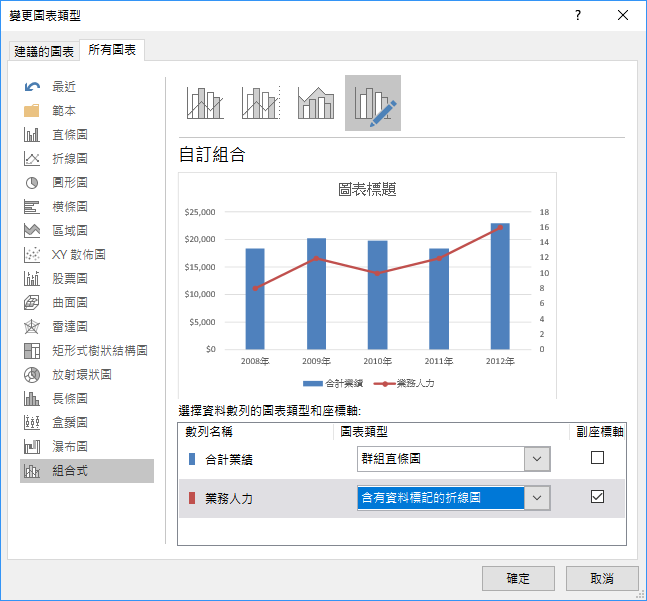 變更圖表類型
建議的圖表
所有圖表
最近
範本
直條圖
折線圖
圓形圖
橫條圖
區域圖
XY 散佈圖
股票圖
曲面圖
雷達圖
矩形式樹狀結構圖
放射環狀圖
長條圖
盒鬚圖
瀑布圖
組合式
自訂組合
圖表標題
$25,000
$20,000
$15,000
$10,000
$5,000
$0
18
16
14
12
10
8
6
4
2
0
2008年 2009年 2010年 2011年 2012年
合計業績 業務人力
選擇資料數列的圖表類型和座標軸:
數列名稱 圖表類型 副座標軸
合計業績 群組直條圖
業務人力 含有資料標記的折線圖
確定 取消